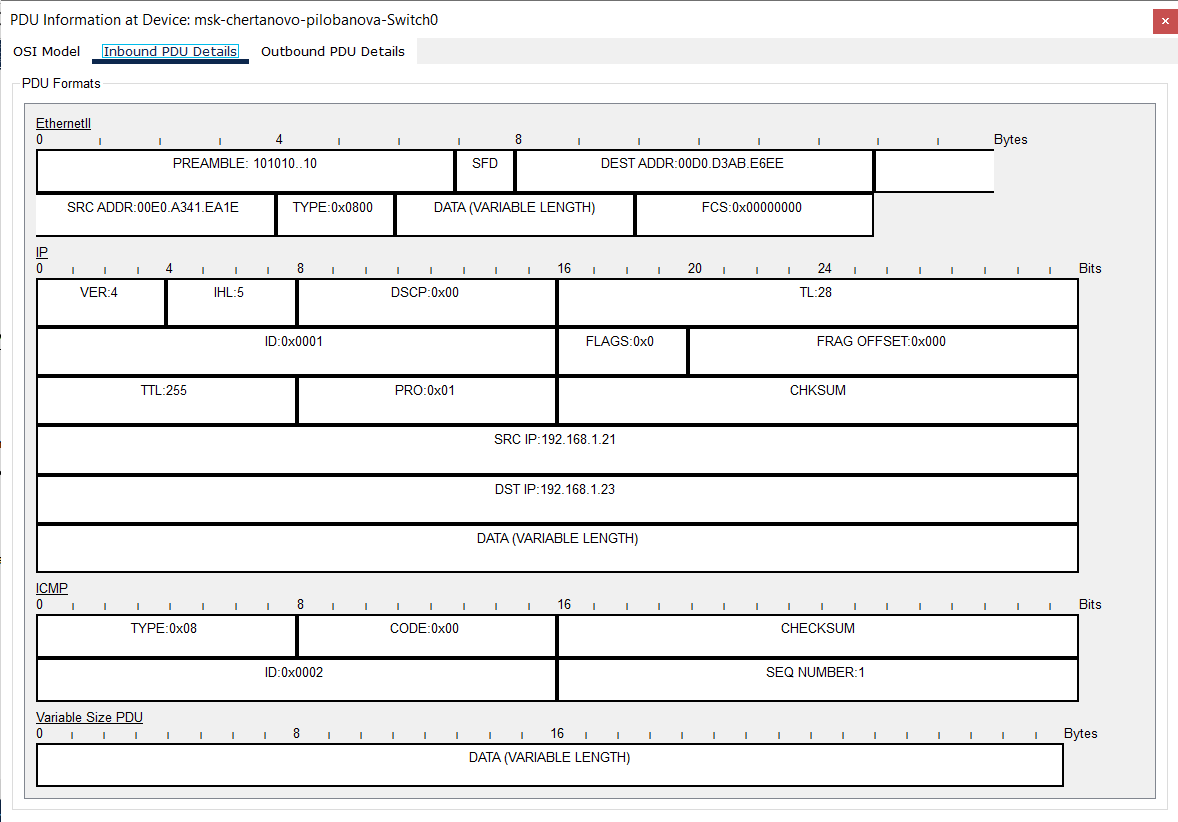 PDU Information at Device: msk-chertanovo-pilobanova-Switch0
OSI Model Inbound PDU Details Outbound PDU Details
PDU Formats
EthernetII
0 4 8 Bytes
PREAMBLE: 101010..10 SFD DEST ADDR:00D0.D3AB.E6EE
SRC ADDR:00E0.A341.EA1E TYPE:0x0800 DATA (VARIABLE LENGTH) FCS:0x00000000
IP
0 4 8 16 20 24 Bits
VER:4 IHL:5 DSCP:0x00 TL:28
ID:0x0001 FLAGS:0x0 FRAG OFFSET:0x000
TTL:255 PRO:0x01 CHKSUM
SRC IP:192.168.1.21
DST IP:192.168.1.23
DATA (VARIABLE LENGTH)
ICMP
0 8 16 Bits
TYPE:0x08 CODE:0x00 CHECKSUM
ID:0x0002 SEQ NUMBER:1
Variable Size PDU
0 8 16 Bytes
DATA (VARIABLE LENGTH)